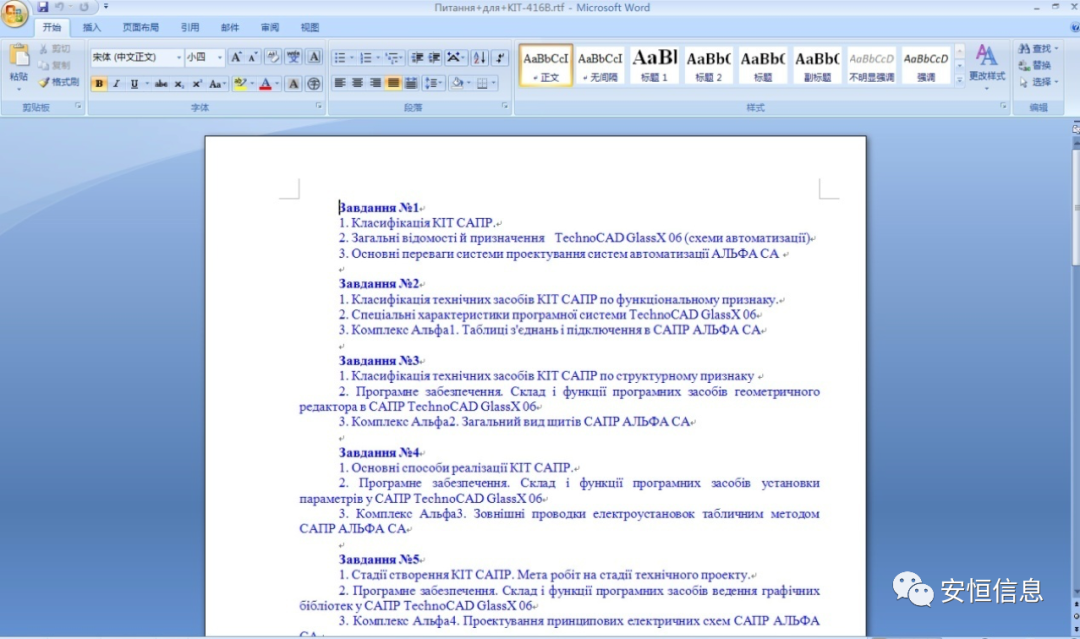 Питання+для+KIT-416B.rtf - Microsoft Word
开始 插入 页面布局 引用 邮件 审阅 视图
粘贴 剪切 复制 格式刷
宋体 (中文正文) 小四
AaBbCcI AaBbCcI AaBl AaBb( AaBb( AaBb( AaBbCcD AaBbCcD
正文 无间隔 标题 1 标题 2 标题 副标题 不明显强调 强调
更改样式
查找 替换 选择
剪贴板 字体 段落 样式 编辑
Завдання №1
1. Класифікація КІТ САПР.
2. Загальні відомості й призначення TechnoCAD GlassX 06 (схеми автоматизації)
3. Основні переваги системи проектування систем автоматизації АЛЬФА СА
Завдання №2
1. Класифікація технічних засобів КІТ САПР по функціональному признаку.
2. Спеціальні характеристики програмної системи TechnoCAD GlassX 06
3. Комплекс Альфа1. Таблиці з'єднань і підключення в САПР АЛЬФА СА
Завдання №3
1. Класифікація технічних засобів КІТ САПР по структурному признаку
2. Програмне забезпечення. Склад і функції програмних засобів геометричного
редактора в САПР TechnoCAD GlassX 06
3. Комплекс Альфа2. Загальний вид щитів САПР АЛЬФА СА
Завдання №4
1. Основні способи реалізації КІТ САПР.
2. Програмне забезпечення. Склад і функції програмних засобів установки
параметрів у САПР TechnoCAD GlassX 06
3. Комплекс Альфа3. Зовнішні проводки електроустановок табличним методом
САПР АЛЬФА СА
Завдання №5
1. Стадії створення КІТ САПР. Мета робіт на стадії технічного проекту.
2. Програмне забезпечення. Склад і функції програмних засобів ведення графічних
бібліотек у САПР TechnoCAD GlassX 06
3. Комплекс Альфа4. Проектування принципових електричних схем САПР АЛЬФА
СА
安恒信息